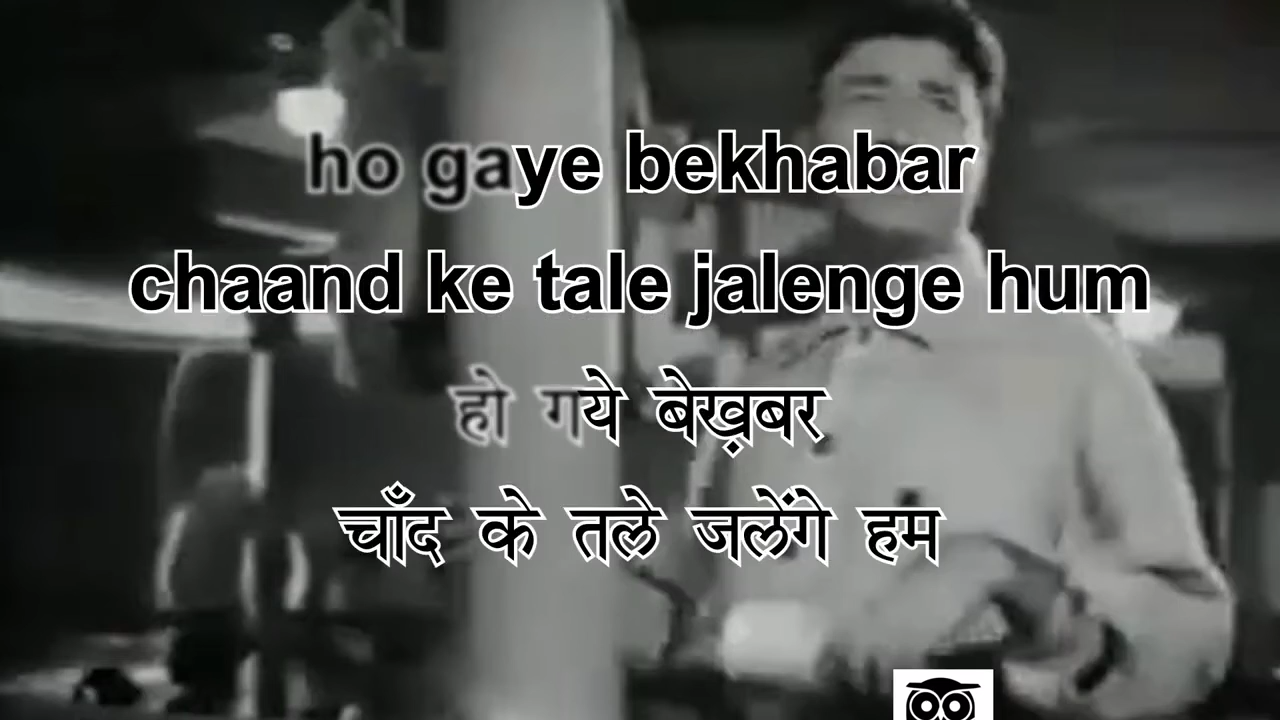 ho gaye bekhabar
chaand ke tale jalenge hum
हो गये बेख़बर
चाँद के तले जलेंगे हम